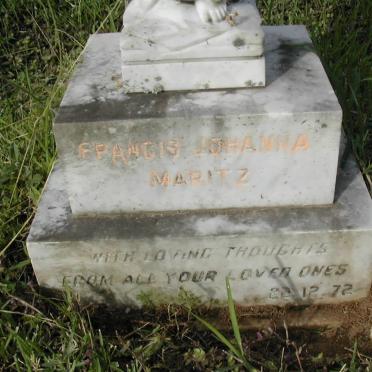 FRANCIS JOHANNA
MARITZ
WITH LOVING THOUGHTS
FROM ALL YOUR LOVED ONES
22.12.72